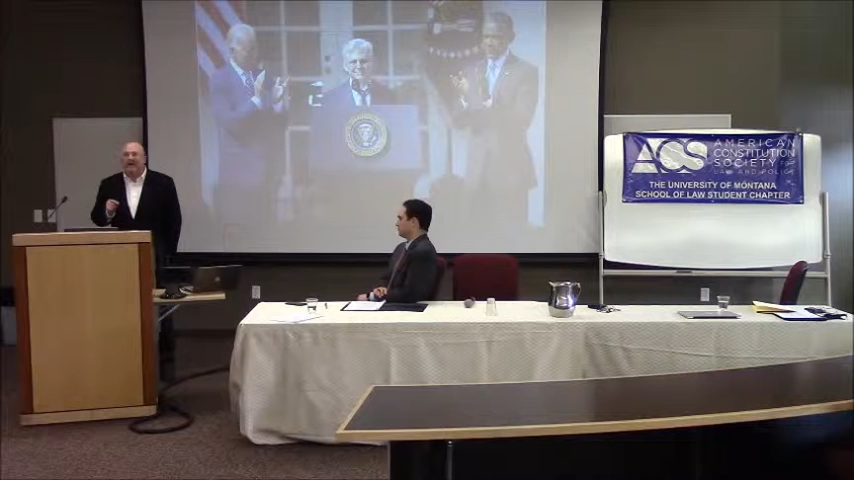 ACS
AMERICAN
CONSTITUTION
SOCIETY
LAW AND POLICY
THE UNIVERSITY OF MONTANA
SCHOOL OF LAW STUDENT CHAPTER